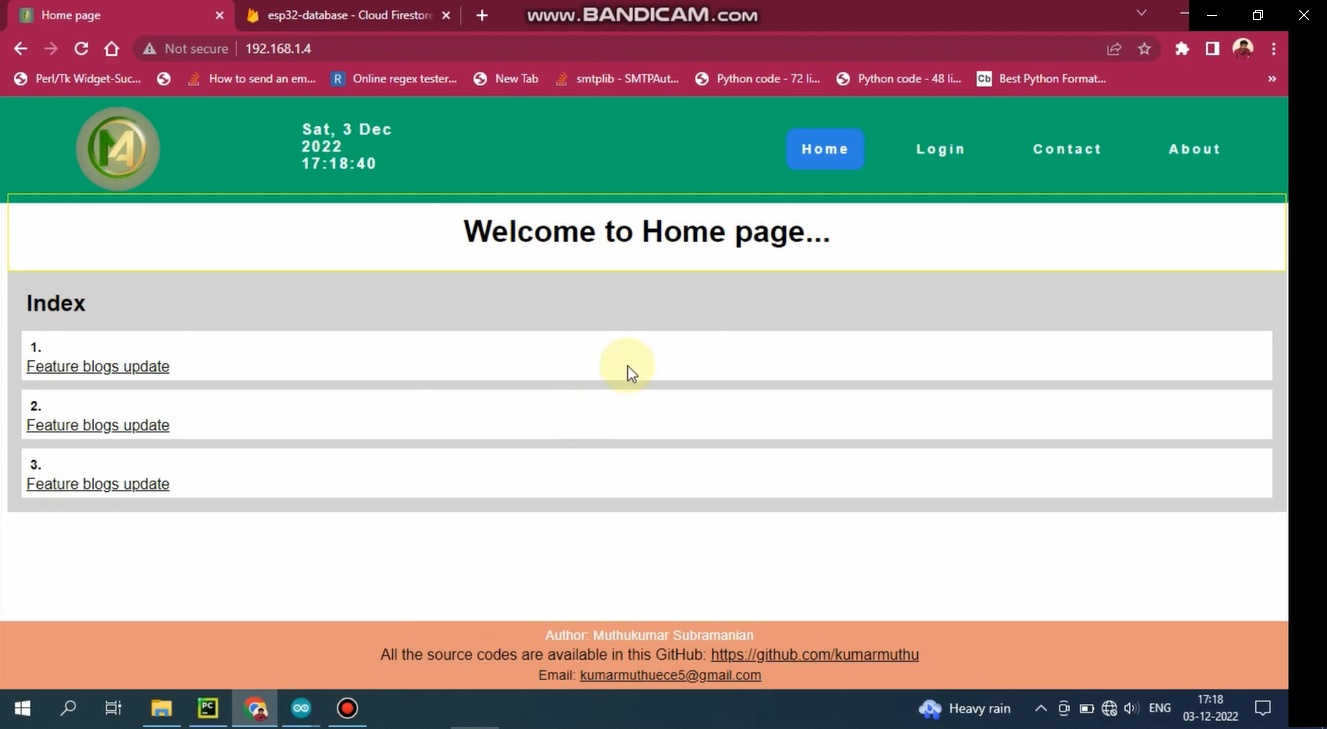 Home page
esp32-database - Cloud Firestore
www.BANDICAM.com
Not secure
192.168.1.4
Perl/Tk Widget-Suc...
How to send an em...
R
Online regex tester...
New Tab
smtplib - SMTPAut...
Python code - 72 li...
Python code - 48 li...
Cb
Best Python Format...
»
MA
Sat, 3 Dec
2022
17:18:40
Home
Login
Contact
About
Welcome to Home page...
Index
1.
Feature blogs update
2.
Feature blogs update
3.
Feature blogs update
Author: Muthukumar Subramanian
All the source codes are available in this GitHub: https://github.com/kumarmuthu
Email: kumarmuthuece5@gmail.com
PC
Heavy rain
ENG
17:18
03-12-2022